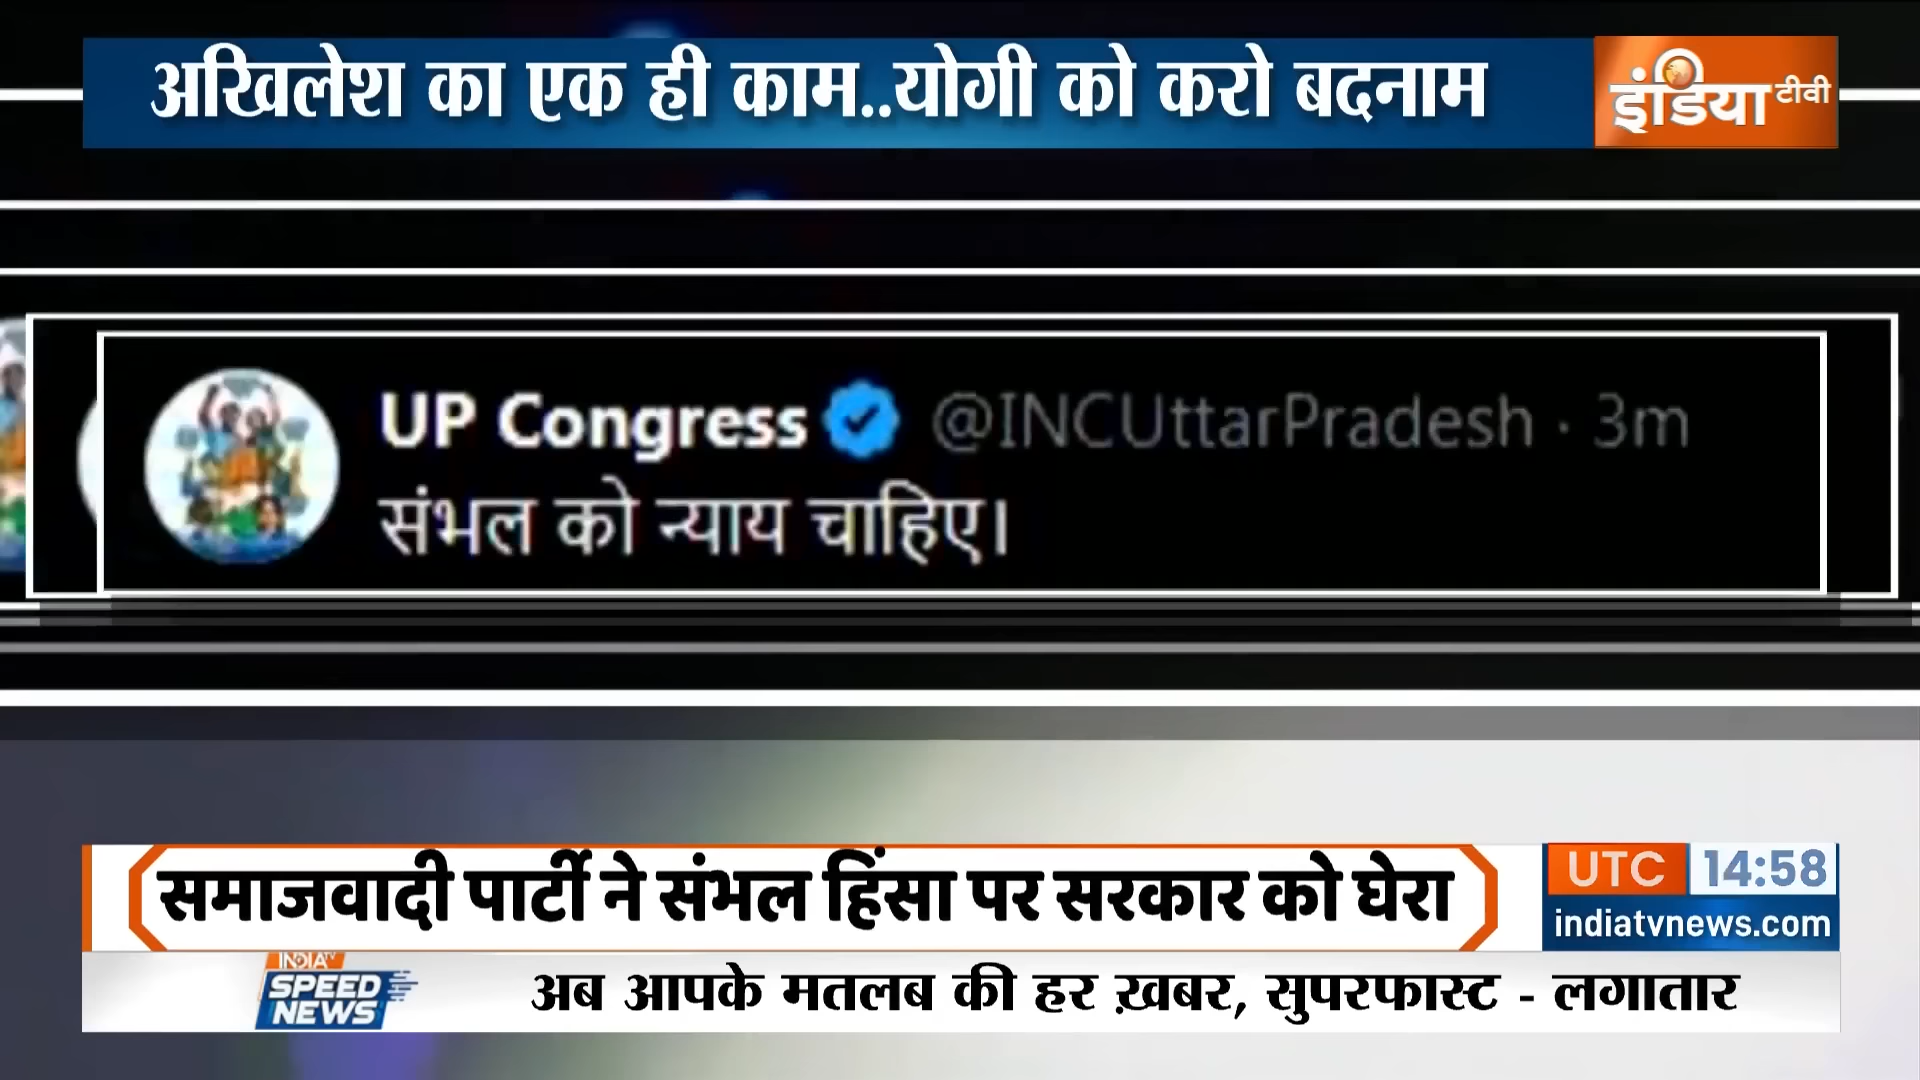 अखिलेश का एक ही काम..योगी को करो बदनाम
इंडिया टीवी
UP Congress @INCUttarPradesh · 3m
संभल को न्याय चाहिए।
समाजवादी पार्टी ने संभल हिंसा पर सरकार को घेरा
UTC 14:58
indiatvnews.com
INDIA TV
SPEED
NEWS
अब आपके मतलब की हर ख़बर, सुपरफास्ट - लगातार